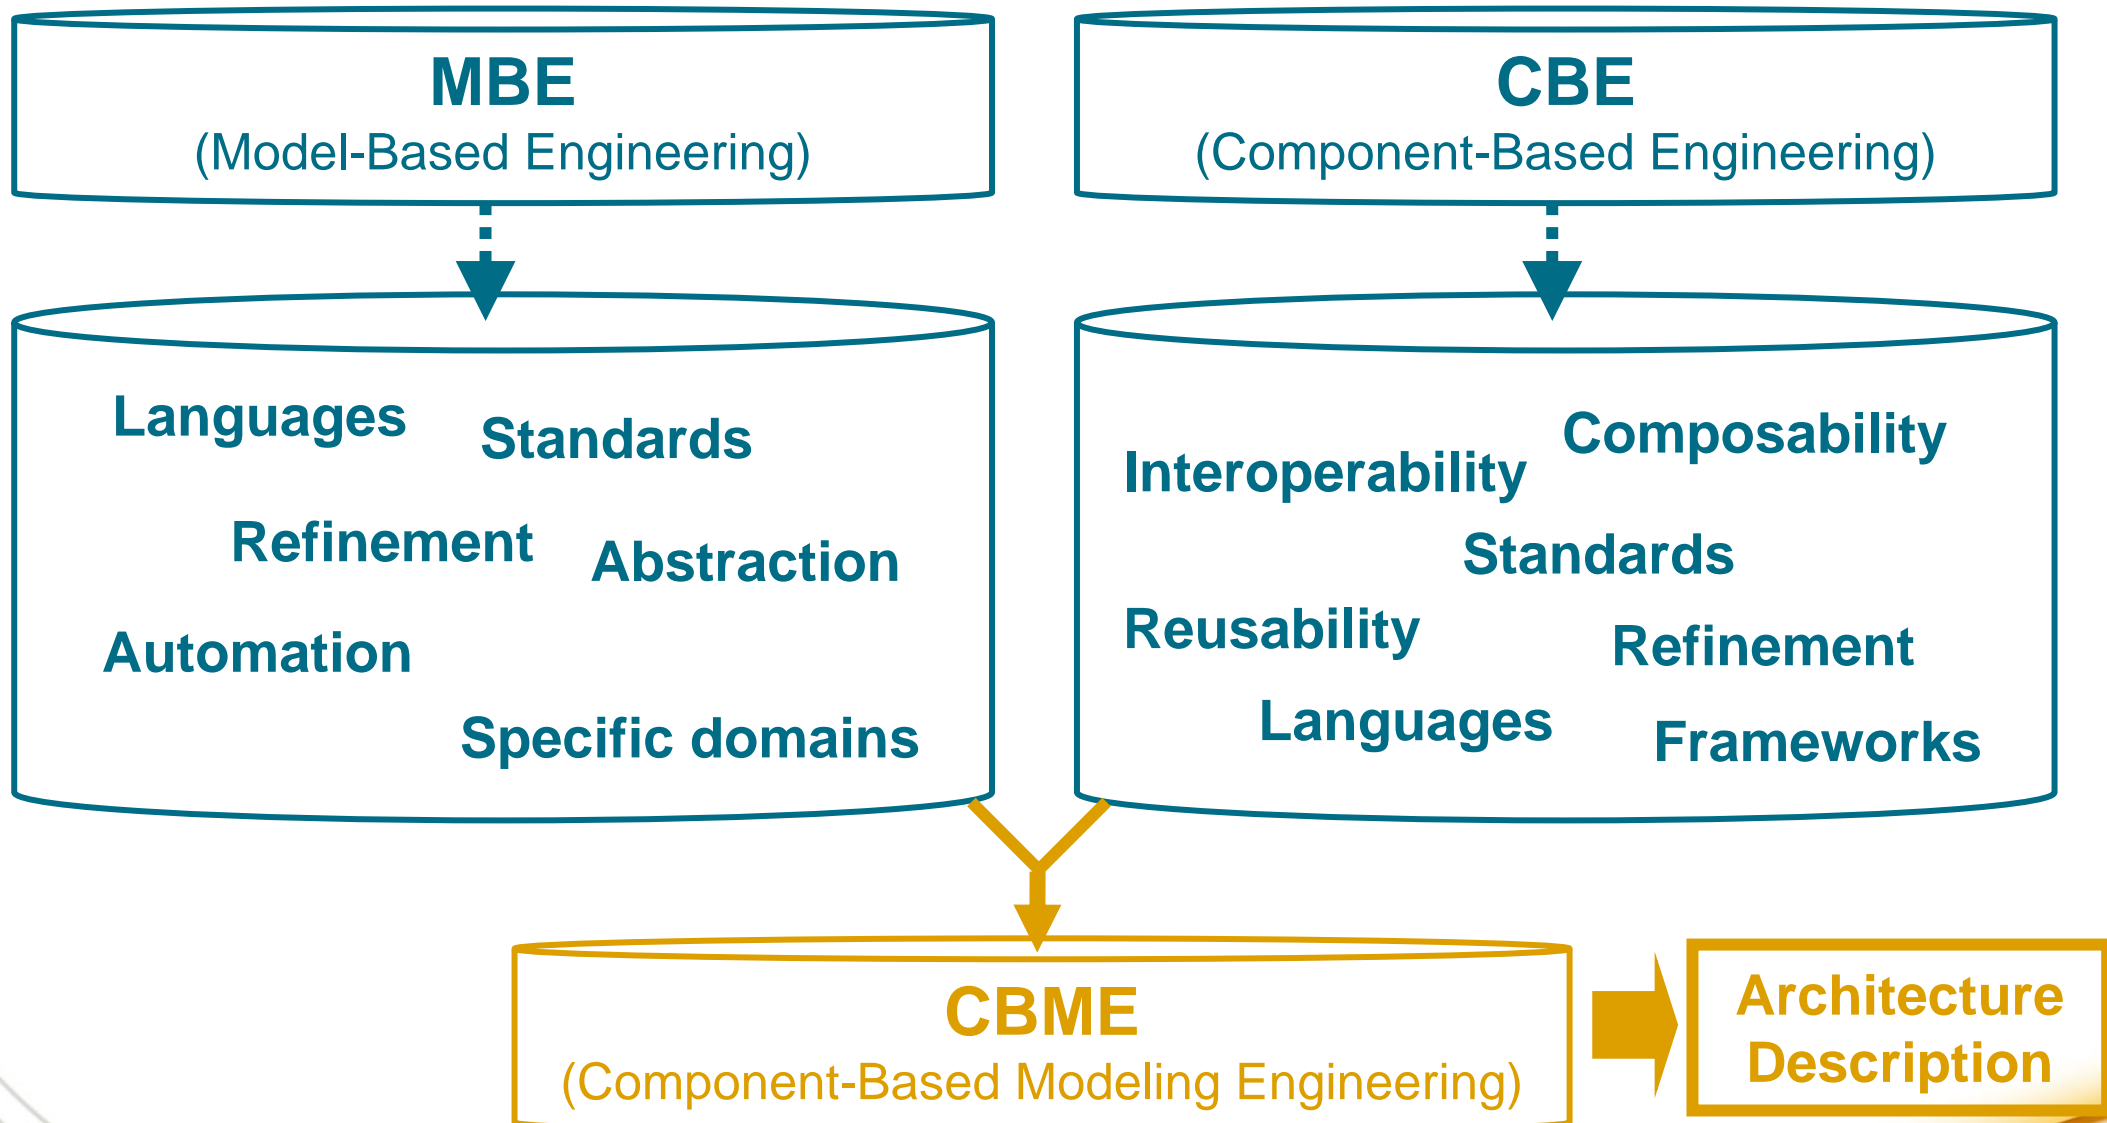 MBE
(Model-Based Engineering)
CBE
(Component-Based Engineering)
Languages
Standards
Refinement
Abstraction
Automation
Specific domains
Composability
Interoperability
Standards
Reusability
Refinement
Languages
Frameworks
CBME
(Component-Based Modeling Engineering)
Architecture
Description